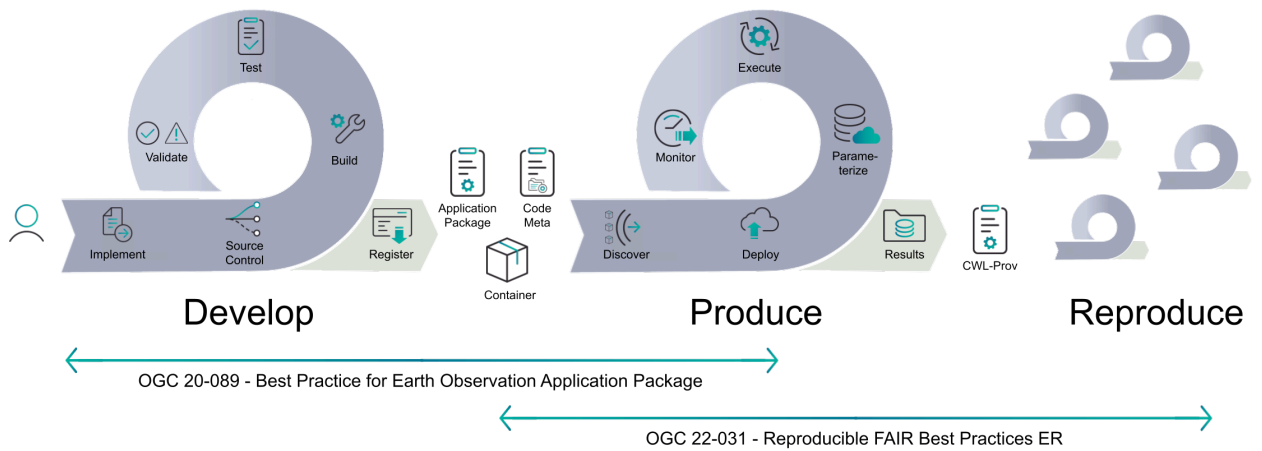 Test
Validate
Build
Implement
Source
Control
Register
Application
Package
Code
Meta
Container
Execute
Monitor
Parame-
terize
Discover
Deploy
Results
CWL-Prov
Develop
Produce
Reproduce
OGC 20-089 - Best Practice for Earth Observation Application Package
OGC 22-031 - Reproducible FAIR Best Practices ER